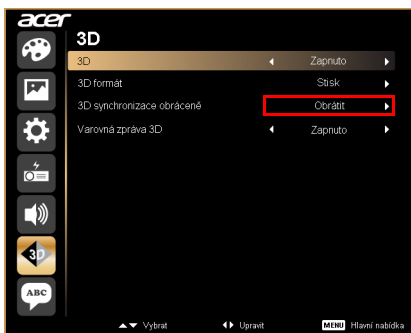 acer
3D
3D Zapnuto
3D formát Stisk
3D synchronizace obráceně Obrátit
Varovná zpráva 3D Zapnuto
3D
ABC
Vybrat Upravit MENU Hlavní nabídka